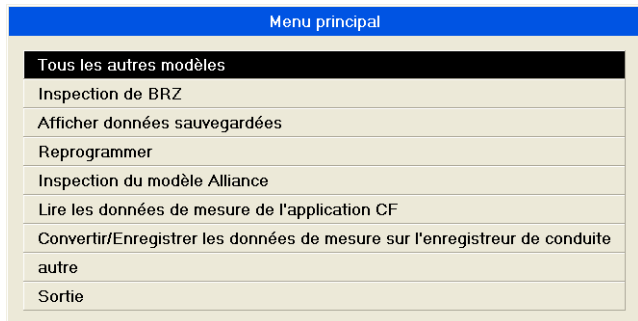 Menu principal
Tous les autres modèles
Inspection de BRZ
Afficher données sauvegardées
Reprogrammer
Inspection du modèle Alliance
Lire les données de mesure de l'application CF
Convertir/Enregistrer les données de mesure sur l'enregistreur de conduite
autre
Sortie